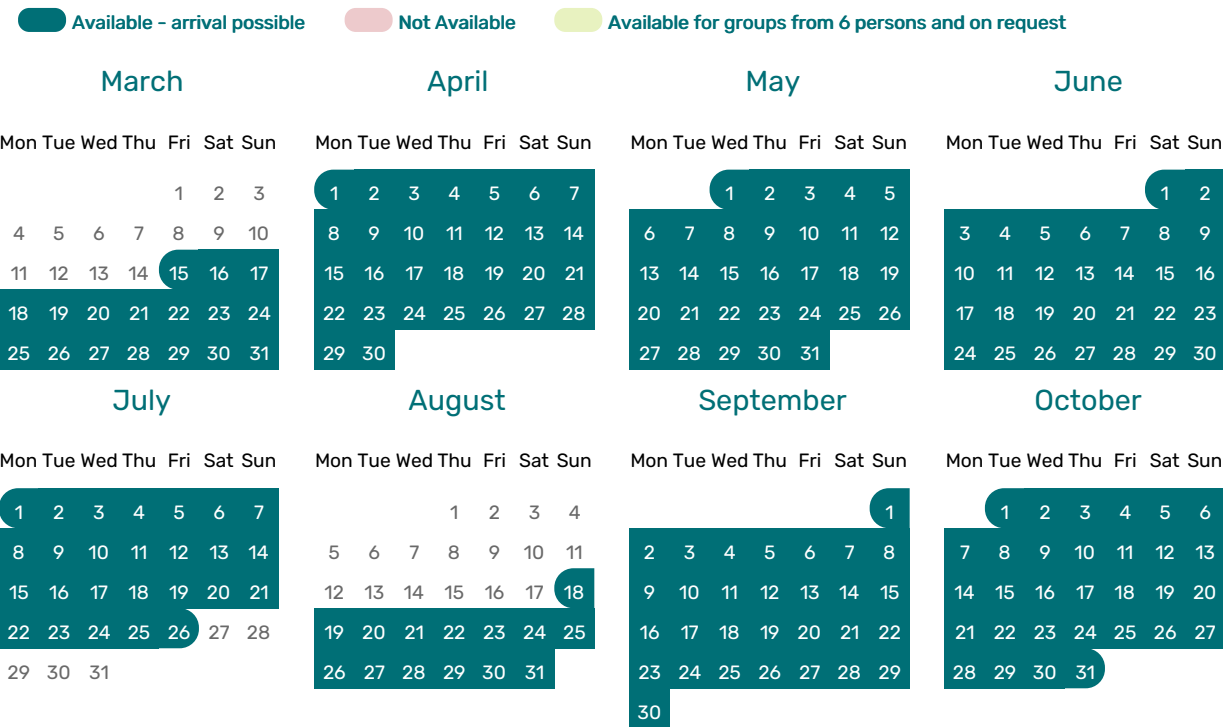 Available - arrival possible Not Available Available for groups from 6 persons and on request
March April May June
Mon Tue Wed Thu Fri Sat Sun Mon Tue Wed Thu Fri Sat Sun Mon Tue Wed Thu Fri Sat Sun Mon Tue Wed Thu Fri Sat Sun
1 2 3 1 2 3 4 5 6 7 1 2 3 4 5 1 2
4 5 6 7 8 9 10 8 9 10 11 12 13 14 6 7 8 9 10 11 12 3 4 5 6 7 8 9
11 12 13 14 15 16 17 15 16 17 18 19 20 21 13 14 15 16 17 18 19 10 11 12 13 14 15 16
18 19 20 21 22 23 24 22 23 24 25 26 27 28 20 21 22 23 24 25 26 17 18 19 20 21 22 23
25 26 27 28 29 30 31 29 30 27 28 29 30 31 24 25 26 27 28 29 30
July August September October
Mon Tue Wed Thu Fri Sat Sun Mon Tue Wed Thu Fri Sat Sun Mon Tue Wed Thu Fri Sat Sun Mon Tue Wed Thu Fri Sat Sun
1 2 3 4 5 6 7 1 2 3 4 1 1 2 3 4 5 6
8 9 10 11 12 13 14 5 6 7 8 9 10 11 2 3 4 5 6 7 8 7 8 9 10 11 12 13
15 16 17 18 19 20 21 12 13 14 15 16 17 18 9 10 11 12 13 14 15 14 15 16 17 18 19 20
22 23 24 25 26 27 28 19 20 21 22 23 24 25 16 17 18 19 20 21 22 21 22 23 24 25 26 27
29 30 31 26 27 28 29 30 31 23 24 25 26 27 28 29 28 29 30 31
30